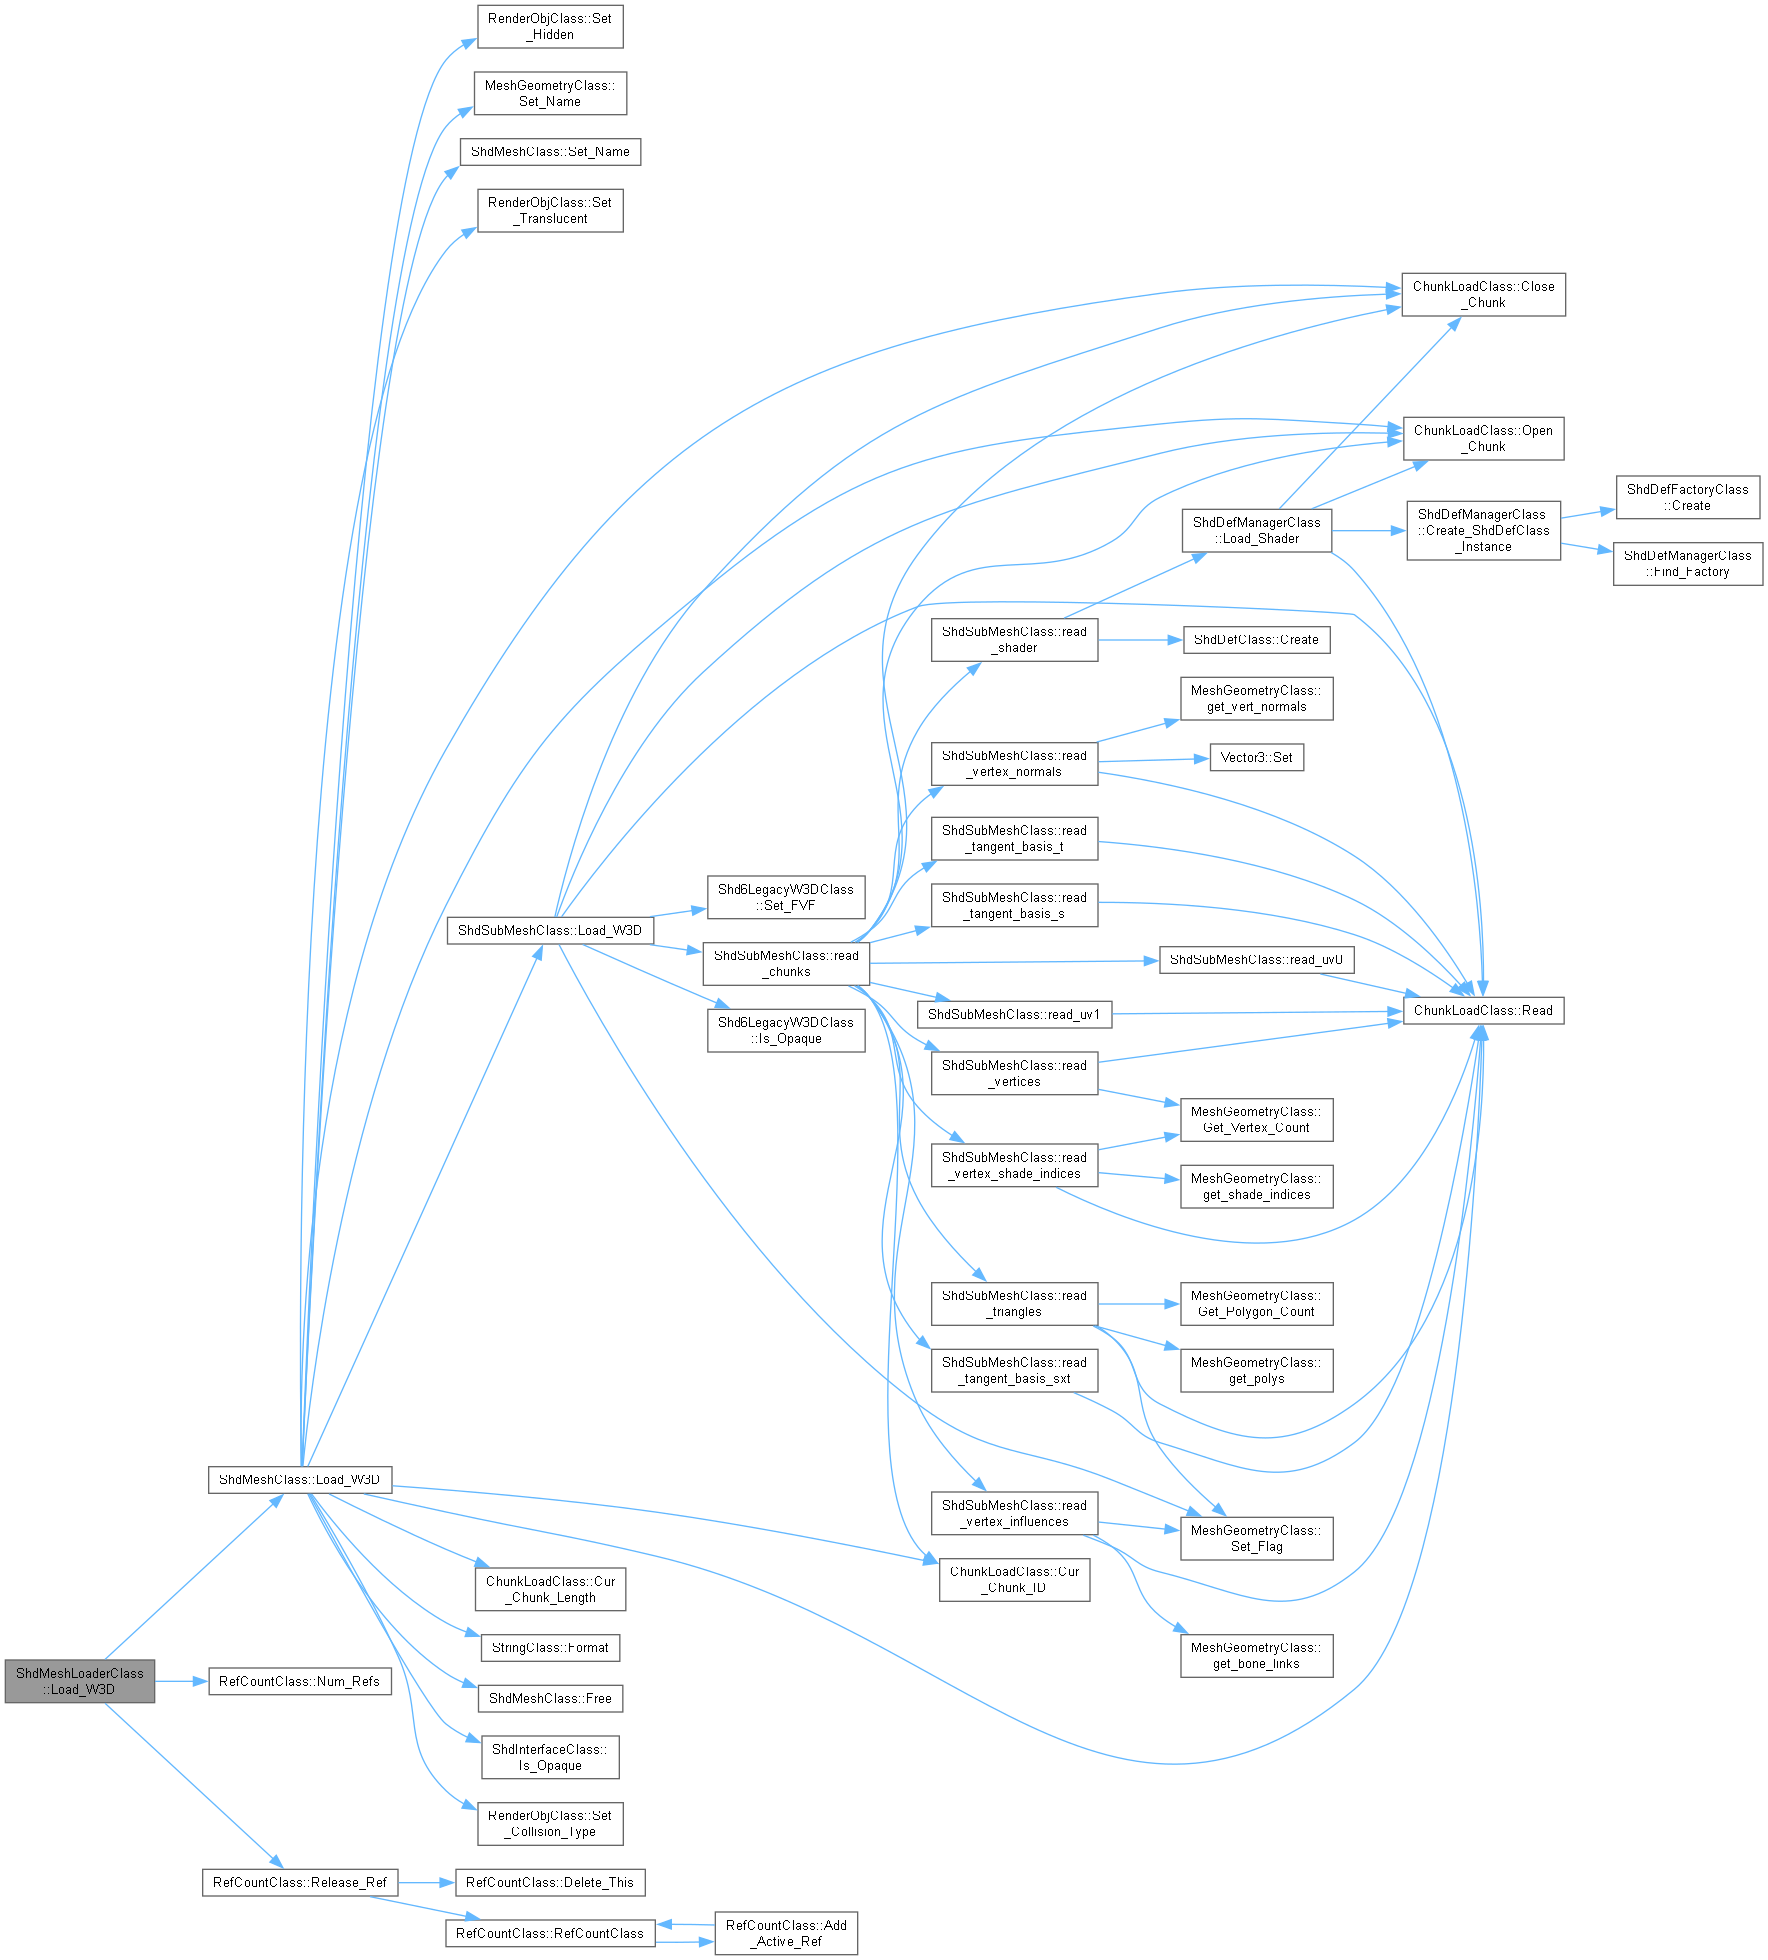 RenderObjClass::Set
_Hidden
MeshGeometryClass::
Set_Name
ShdMeshClass::Set_Name
RenderObjClass::Set
_Translucent
ChunkLoadClass::Close
_Chunk
ChunkLoadClass::Open
_Chunk
ShdDefFactoryClass
::Create
ShdDefManagerClass
::Load_Shader
ShdDefManagerClass
::Create_ShdDefClass
_Instance
ShdDefManagerClass
::Find_Factory
ShdSubMeshClass::read
_shader
ShdDefClass::Create
MeshGeometryClass::
get_vert_normals
ShdSubMeshClass::read
_vertex_normals
Vector3::Set
ShdSubMeshClass::read
_tangent_basis_t
ShdSubMeshClass::read
_tangent_basis_s
Shd6LegacyW3DClass
::Set_FVF
ShdSubMeshClass::Load_W3D
ShdSubMeshClass::read
_chunks
ShdSubMeshClass::read_uv0
ShdSubMeshClass::read_uv1
ChunkLoadClass::Read
Shd6LegacyW3DClass
::Is_Opaque
ShdSubMeshClass::read
_vertices
MeshGeometryClass::
Get_Vertex_Count
ShdSubMeshClass::read
_vertex_shade_indices
MeshGeometryClass::
get_shade_indices
ShdSubMeshClass::read
_triangles
MeshGeometryClass::
Get_Polygon_Count
ShdSubMeshClass::read
_tangent_basis_sxt
MeshGeometryClass::
get_polys
ShdMeshClass::Load_W3D
ShdSubMeshClass::read
_vertex_influences
MeshGeometryClass::
Set_Flag
ChunkLoadClass::Cur
_Chunk_Length
ChunkLoadClass::Cur
_Chunk_ID
StringClass::Format
MeshGeometryClass::
get_bone_links
ShdMeshLoaderClass
::Load_W3D
RefCountClass::Num_Refs
ShdMeshClass::Free
ShdInterfaceClass::
Is_Opaque
RenderObjClass::Set
_Collision_Type
RefCountClass::Release_Ref
RefCountClass::Delete_This
RefCountClass::RefCountClass
RefCountClass::Add
_Active_Ref